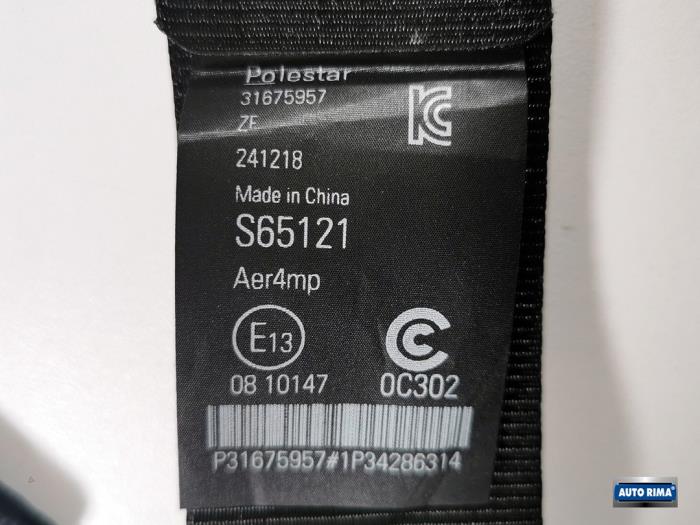 Polestar
31675957
ZF
241218
Made in China
S65121
Aer4mp
E13
08 10147
0C302
P31675957#1P34286314
AUTO RIMA